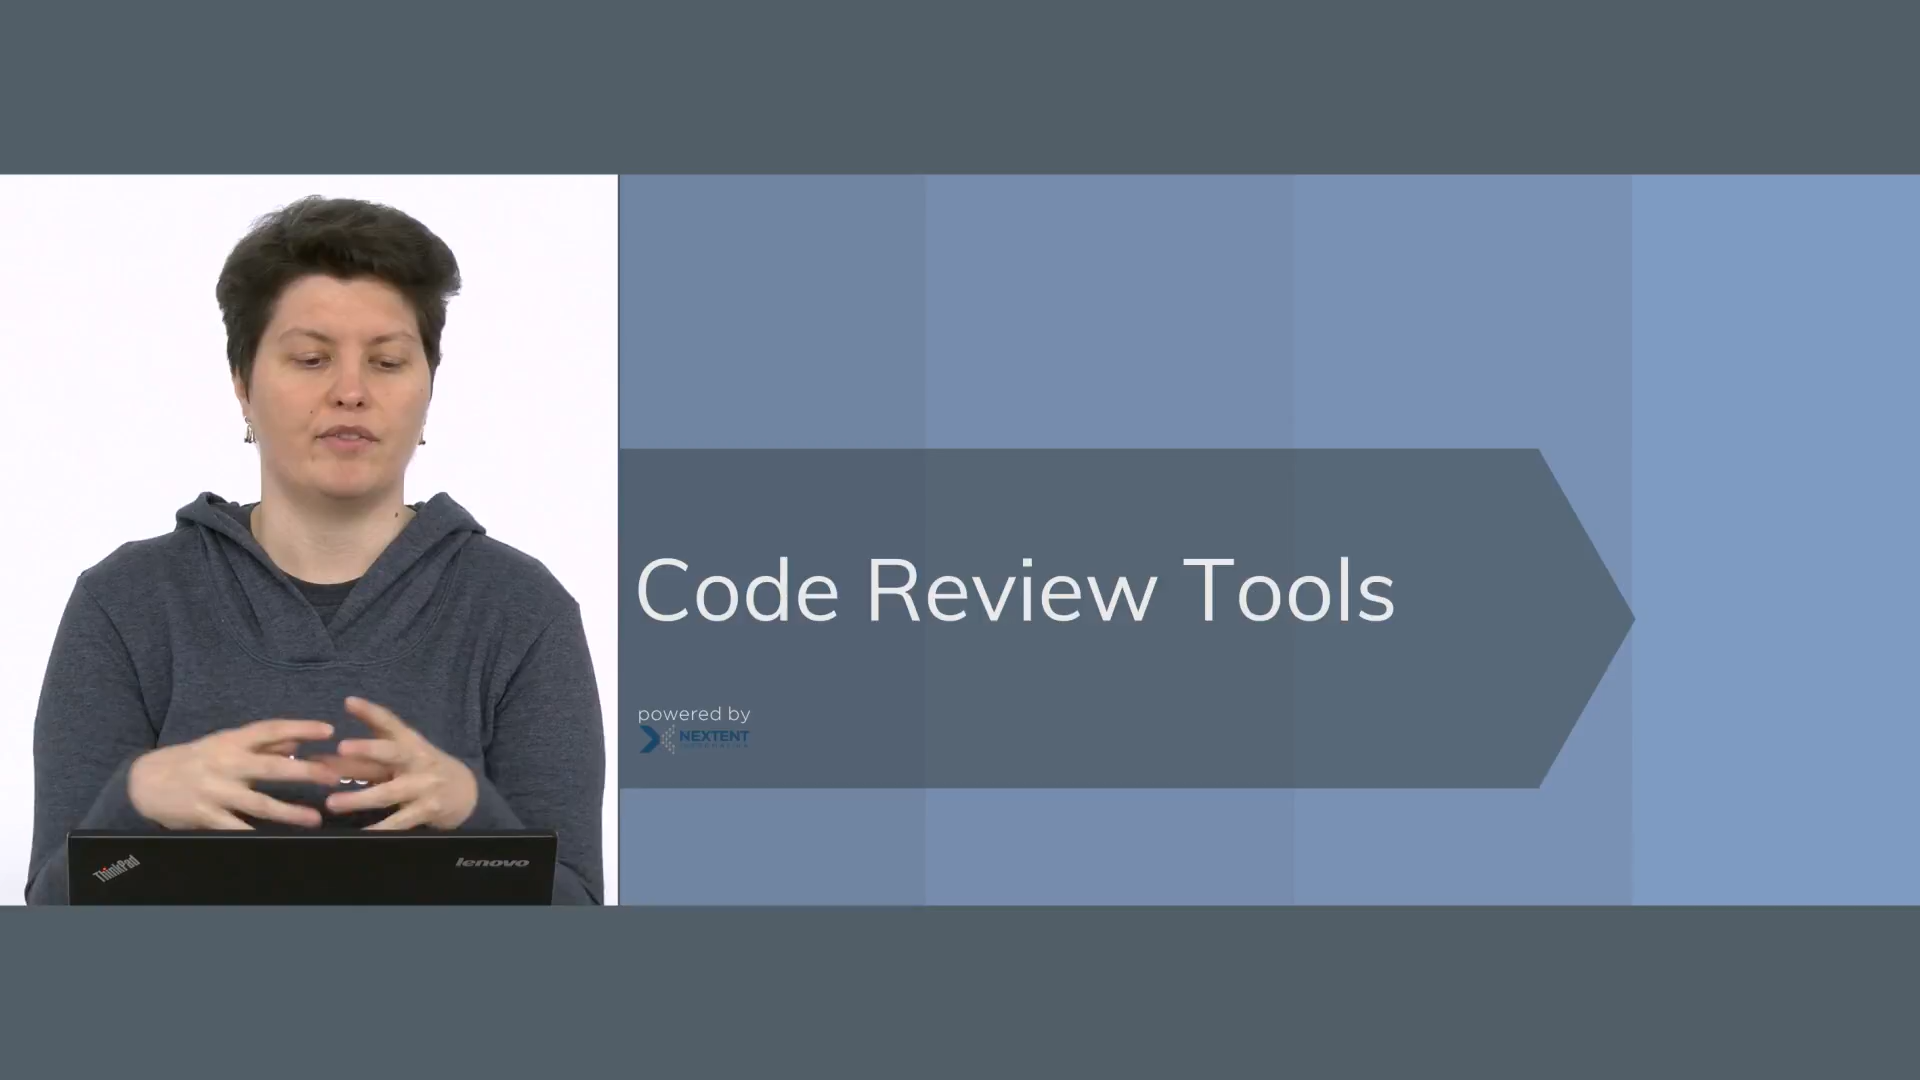 Code Review Tools
powered by
NEXTENT
ThinkPad
lenovo